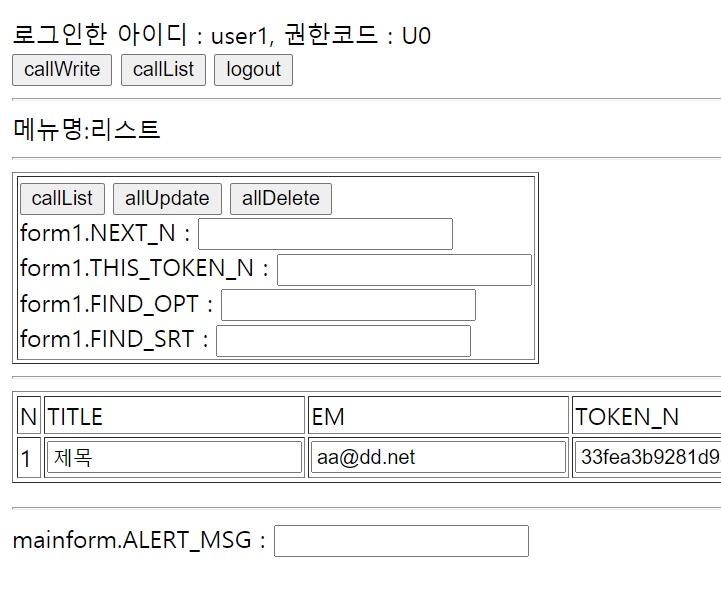 로그인한 아이디 : user1, 권한코드 : U0
callWrite callList logout
메뉴명:리스트
callList allUpdate allDelete
form1.NEXT_N :
form1.THIS_TOKEN_N :
form1.FIND_OPT :
form1.FIND_SRT :
N TITLE EM TOKEN_N
1 제목 aa@dd.net 33fea3b9281d9
mainform.ALERT_MSG :